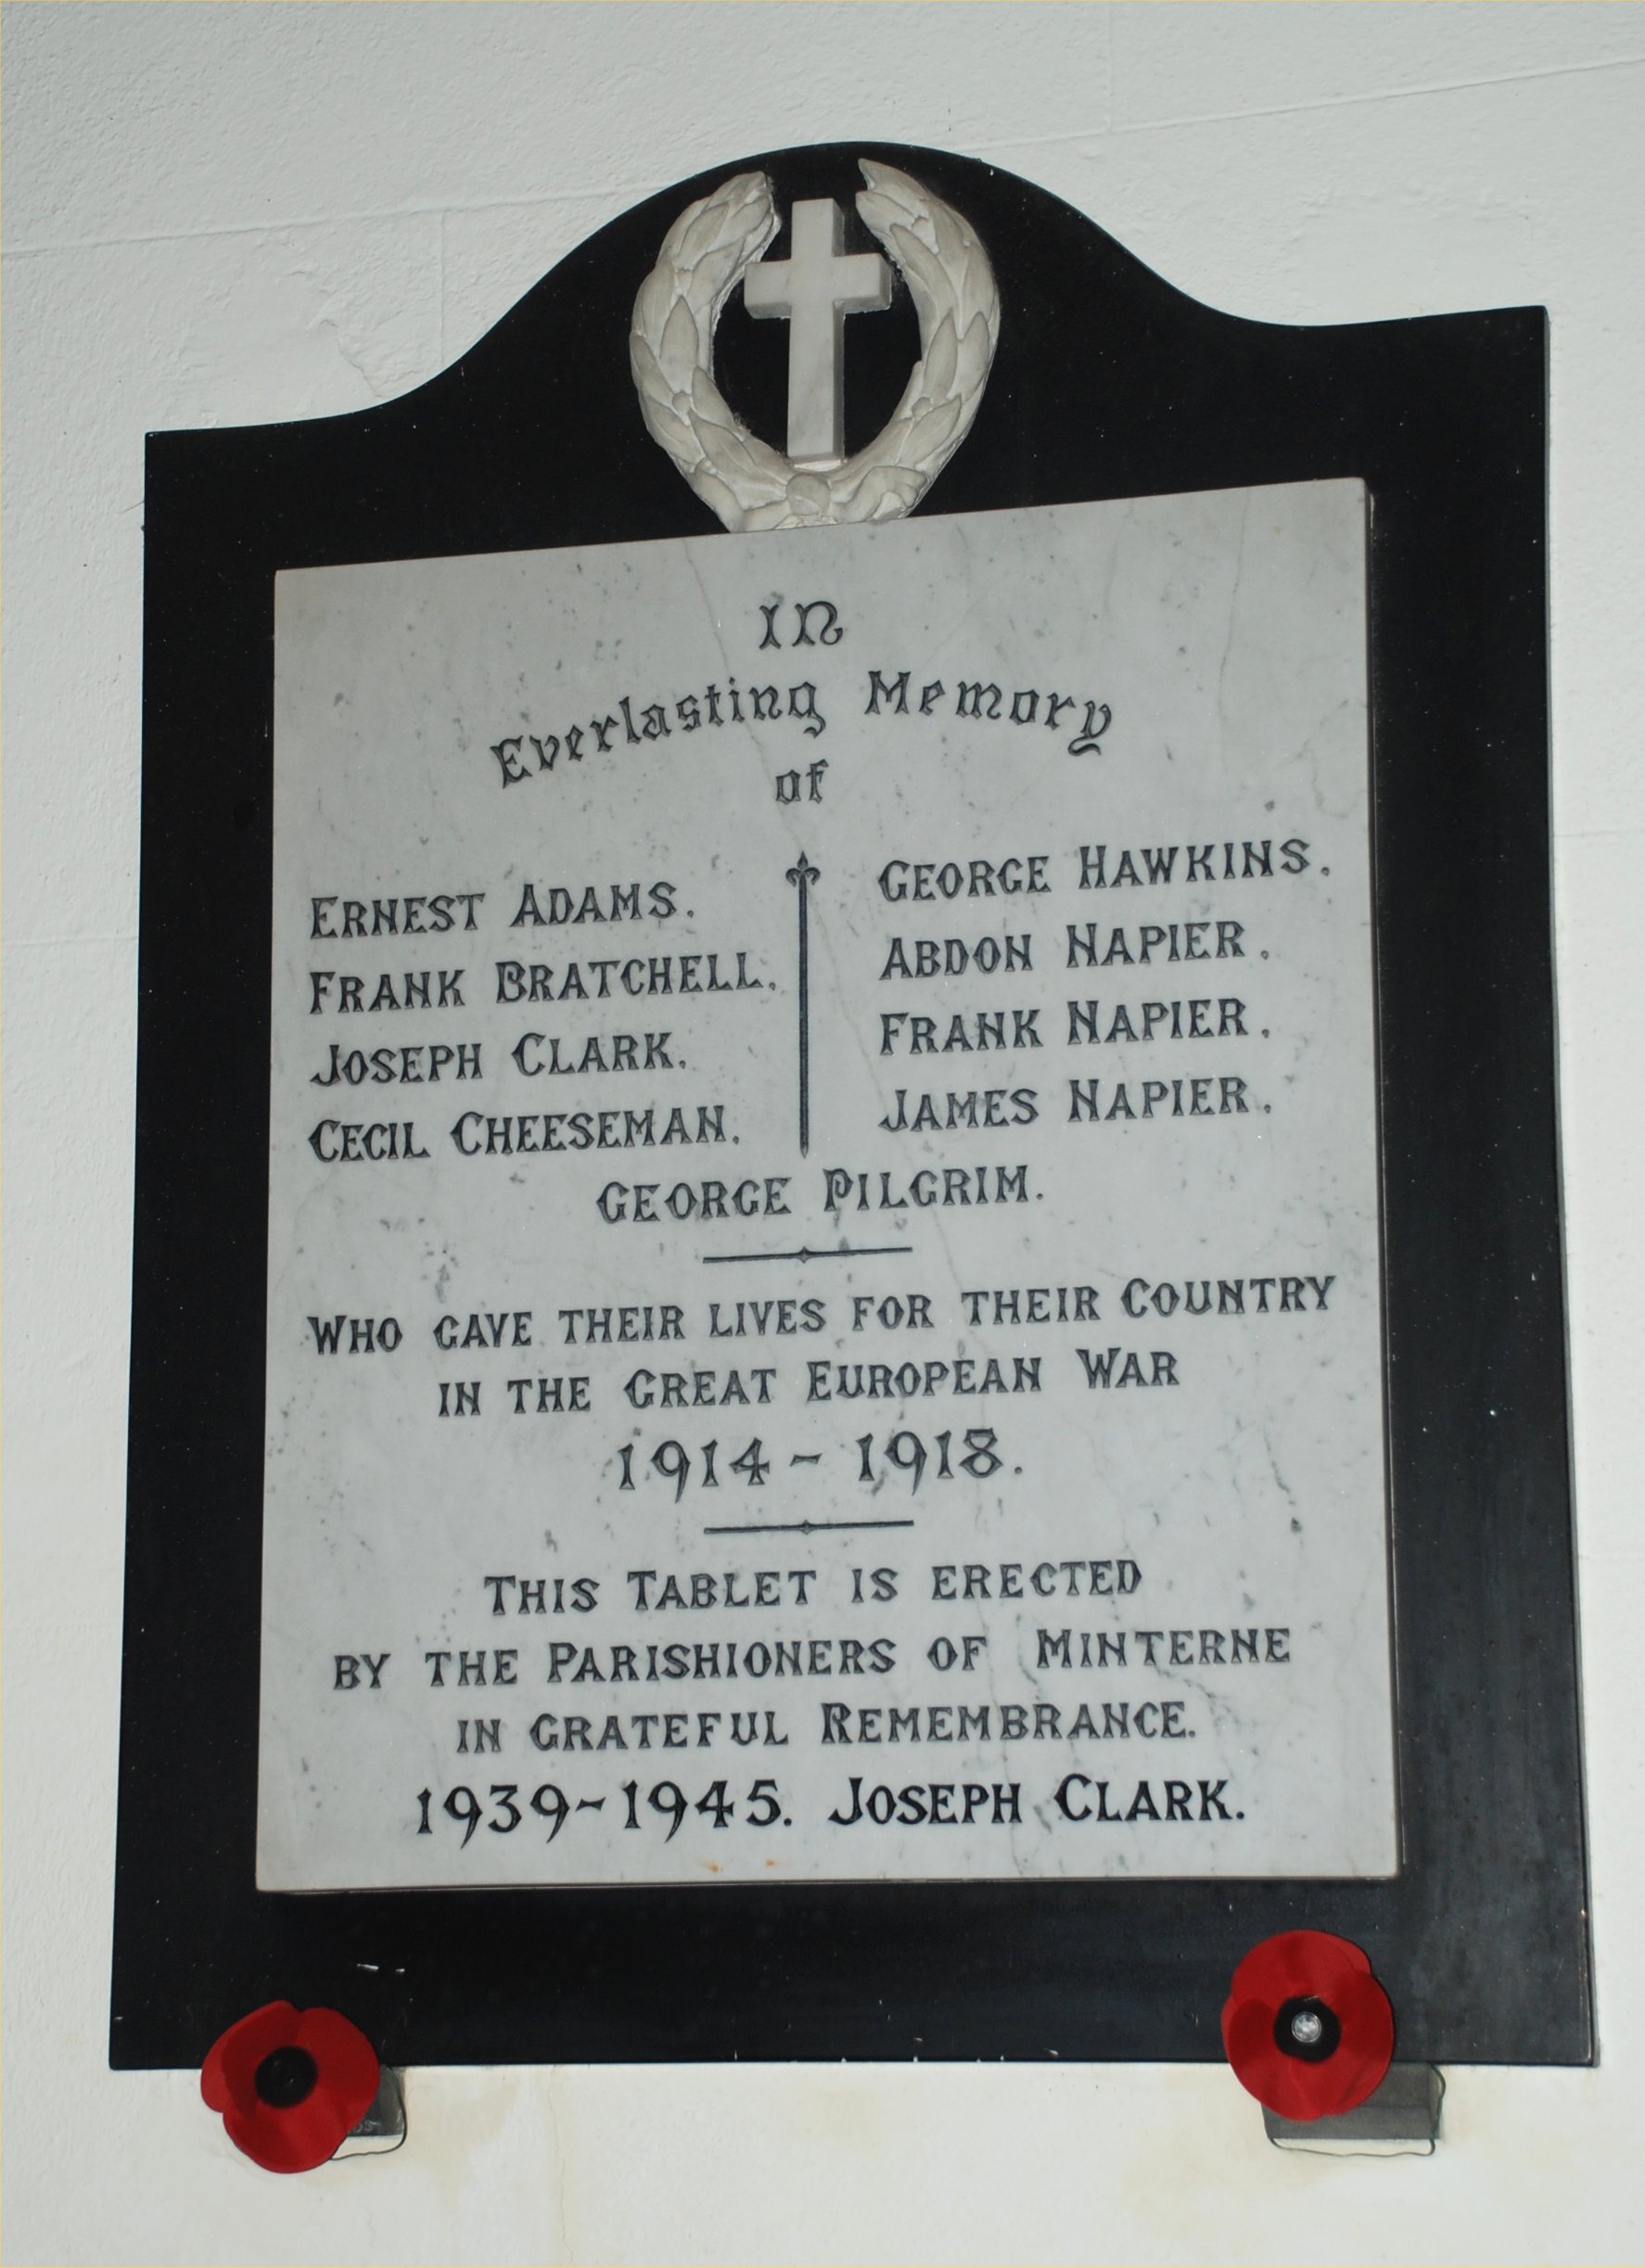 In
Everlasting Memory
of
ERNEST ADAMS.
FRANK BRATCHELL.
JOSEPH CLARK.
CECIL CHEESEMAN.
GEORGE HAWKINS.
ABDON NAPIER.
FRANK NAPIER.
JAMES NAPIER.
GEORGE PILGRIM.
WHO GAVE THEIR LIVES FOR THEIR COUNTRY
IN THE GREAT EUROPEAN WAR
1914 - 1918.
THIS TABLET IS ERECTED
BY THE PARISHIONERS OF MINTERNE
IN GRATEFUL REMEMBRANCE.
1939-1945. JOSEPH CLARK.